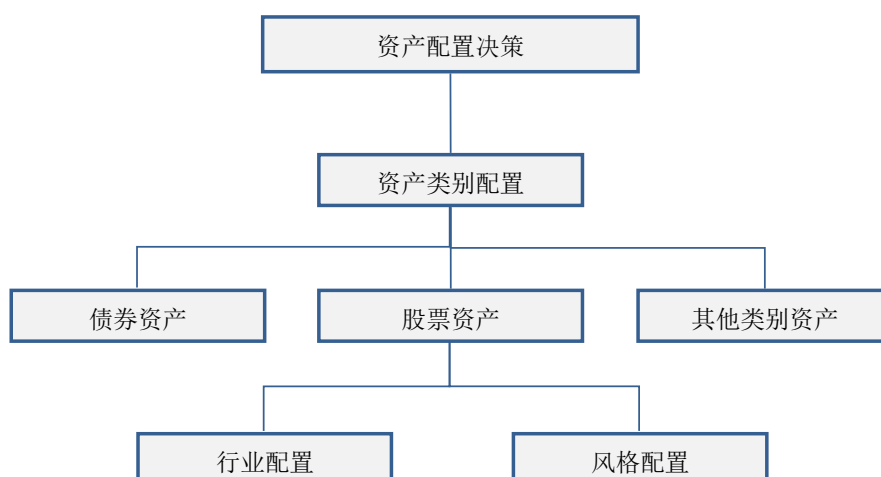 资产配置决策
资产类别配置
债券资产
股票资产
其他类别资产
行业配置
风格配置